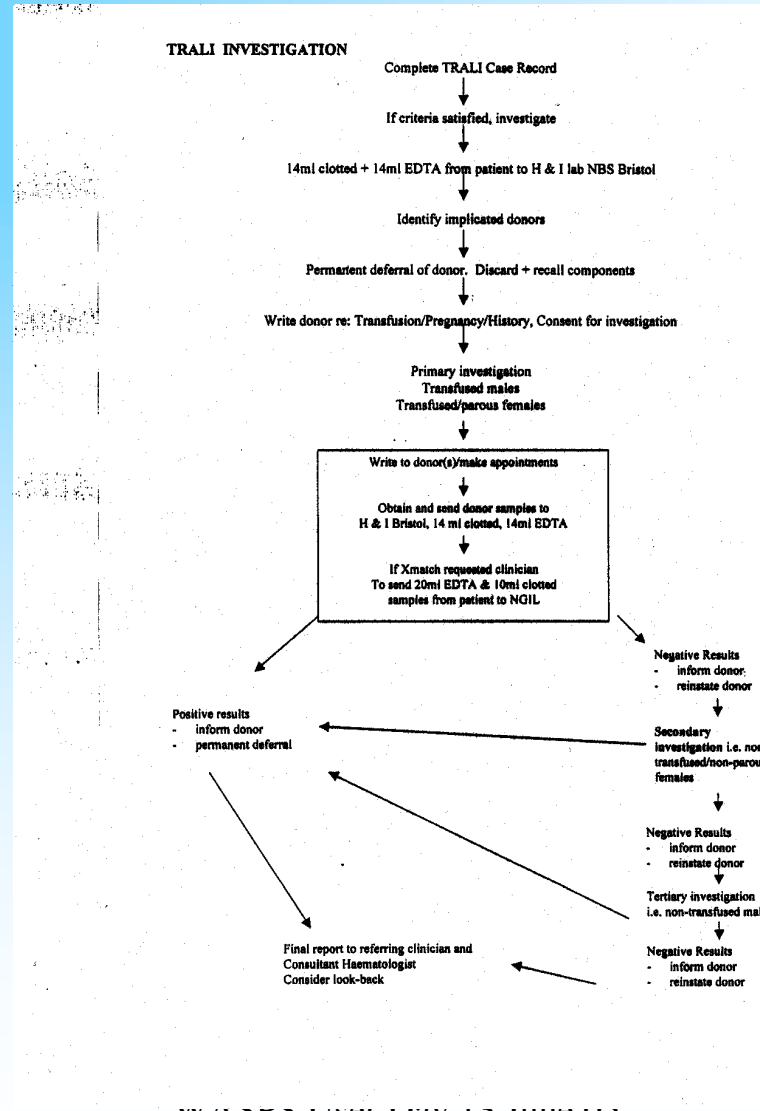 TRALI INVESTIGATION
Complete TRALI Case Record
If criteria satisfied, investigate
14ml clotted + 14ml EDTA from patient to H & I lab NBS Bristol
Identify implicated donors
Permanent deferral of donor. Discard + recall components
Write donor re: Transfusion/Pregnancy/History, Consent for investigation
Primary investigation
Transfused males
Transfused/parous females
Write to donor(s)/make appointments
Obtain and send donor samples to
H & I Bristol, 14 ml clotted, 14ml EDTA
If Xmatch requested clinician
To send 20ml EDTA & 10ml clotted
samples from patient to NGIL
Negative Results
- inform donor
- reinstate donor
Positive results
- inform donor
- permanent deferral
Secondary
investigation i.e.
transfused/
females
Negative Results
- inform donor
- reinstate donor
Tertiary investigation
i.e. non-transfused
Negative Results
- inform donor
- reinstate donor
Final report to referring clinician and
Consultant Haematologist
Consider look-back